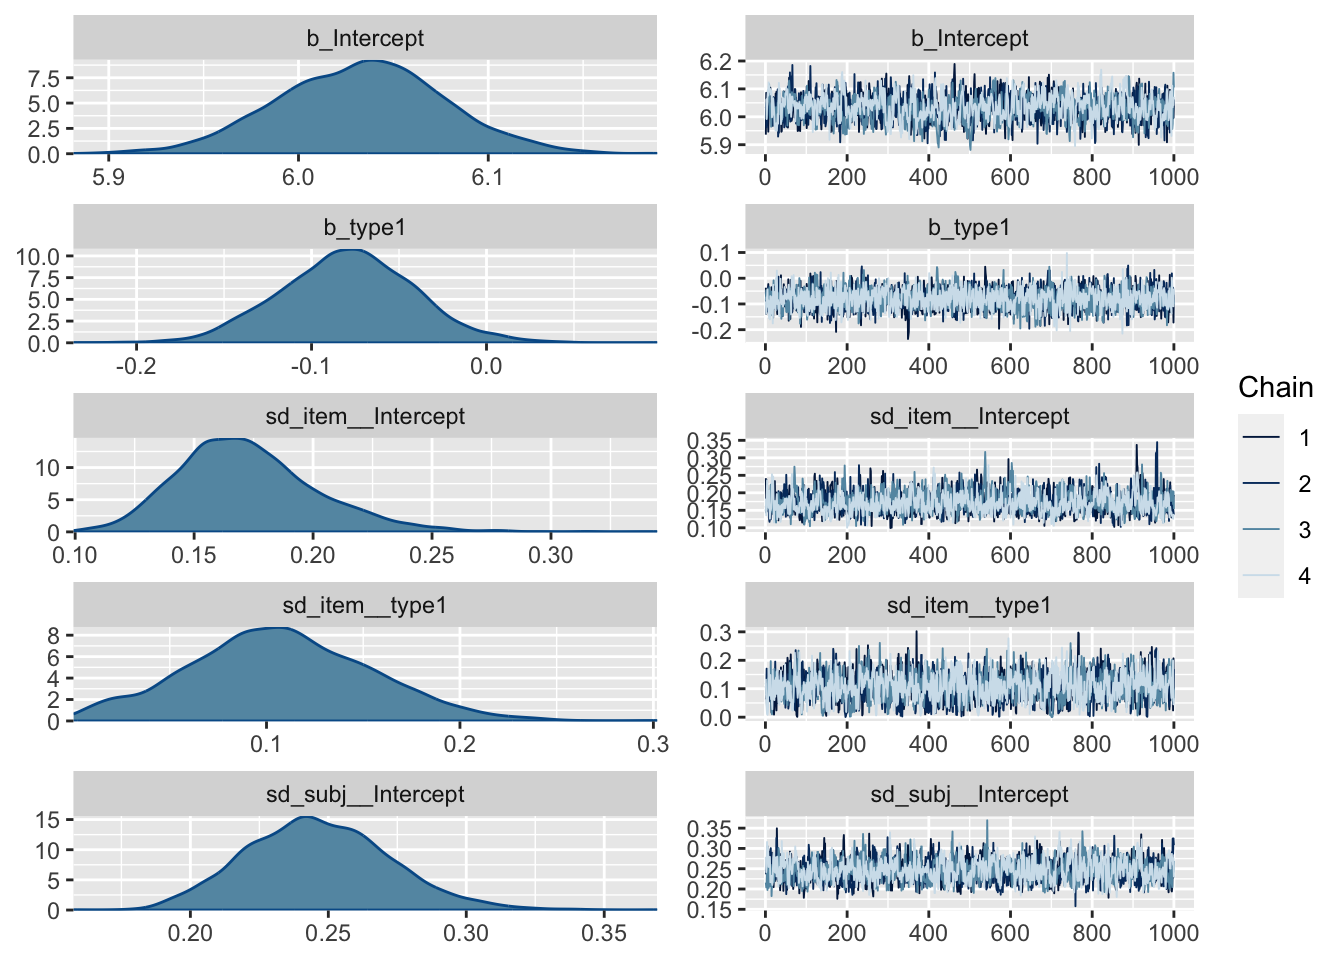 b_Intercept
7.5
5.0
2.5
0.0
5.9 6.0 6.1
b_Intercept
6.2
6.1
6.0
5.9
0 200 400 600 800 1000
b_type1
10.0
7.5
5.0
2.5
0.0
-0.2 -0.1 0.0
b_type1
0.1
0.0
-0.1
-0.2
0 200 400 600 800 1000
sd_item__Intercept
10
5
0
0.10 0.15 0.20 0.25 0.30
sd_item__Intercept
0.35
0.30
0.25
0.20
0.15
0.10
0 200 400 600 800 1000
sd_item__type1
8
6
4
2
0
0.1 0.2 0.3
sd_item__type1
0.3
0.2
0.1
0.0
0 200 400 600 800 1000
sd_subj__Intercept
15
10
5
0
0.20 0.25 0.30 0.35
sd_subj__Intercept
0.35
0.30
0.25
0.20
0.15
0 200 400 600 800 1000
Chain
1
2
3
4